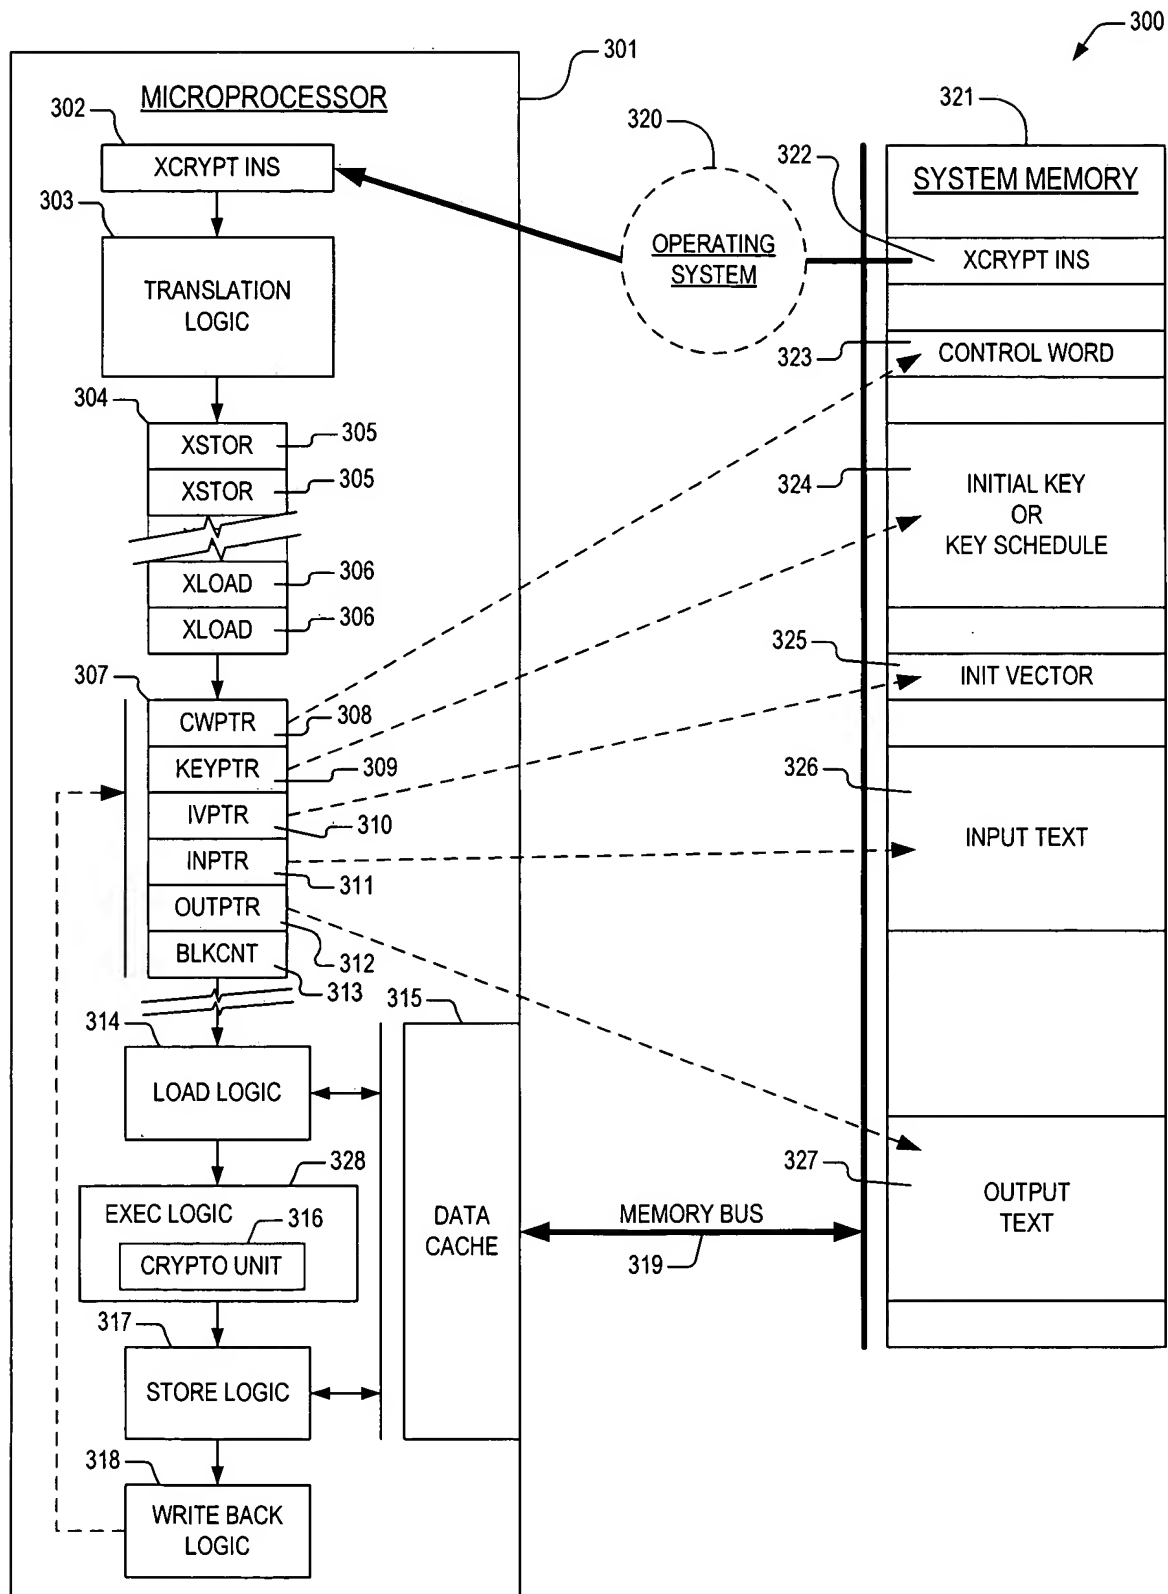 300
301
MICROPROCESSOR
302
XCRYPT INS
303
TRANSLATION
LOGIC
304
XSTOR
305
XSTOR
305
XLOAD
306
XLOAD
306
307
CWPTR
308
KEYPTR
309
IVPTR
310
INPTR
311
OUTPTR
312
BLKCNT
313
314
LOAD LOGIC
315
DATA
CACHE
328
EXEC LOGIC
316
CRYPTO UNIT
317
STORE LOGIC
318
WRITE BACK
LOGIC
320
OPERATING
SYSTEM
MEMORY BUS
319
321
SYSTEM MEMORY
322
XCRYPT INS
323
CONTROL WORD
324
INITIAL KEY
OR
KEY SCHEDULE
325
INIT VECTOR
326
INPUT TEXT
327
OUTPUT
TEXT